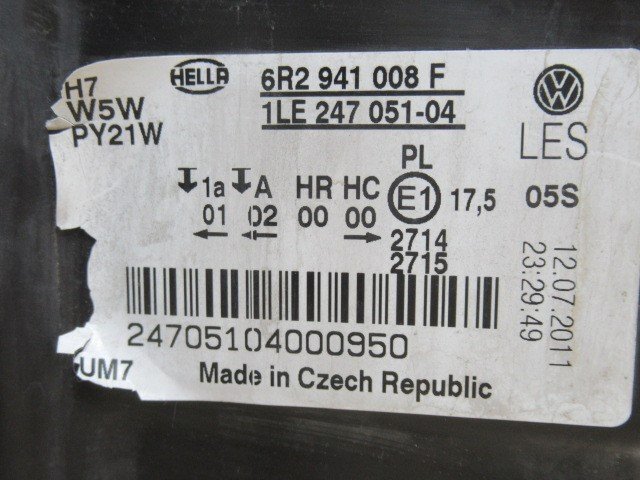 H7
W5W
PY21W
HELLA
6R2 941 008 F
1LE 247 051-04
VW
LES
1a A HR HC PL
01 02 00 00 E1 17,5 05S
2714
2715
12.07.2011
23:29:49
24705104000950
UM7
Made in Czech Republic